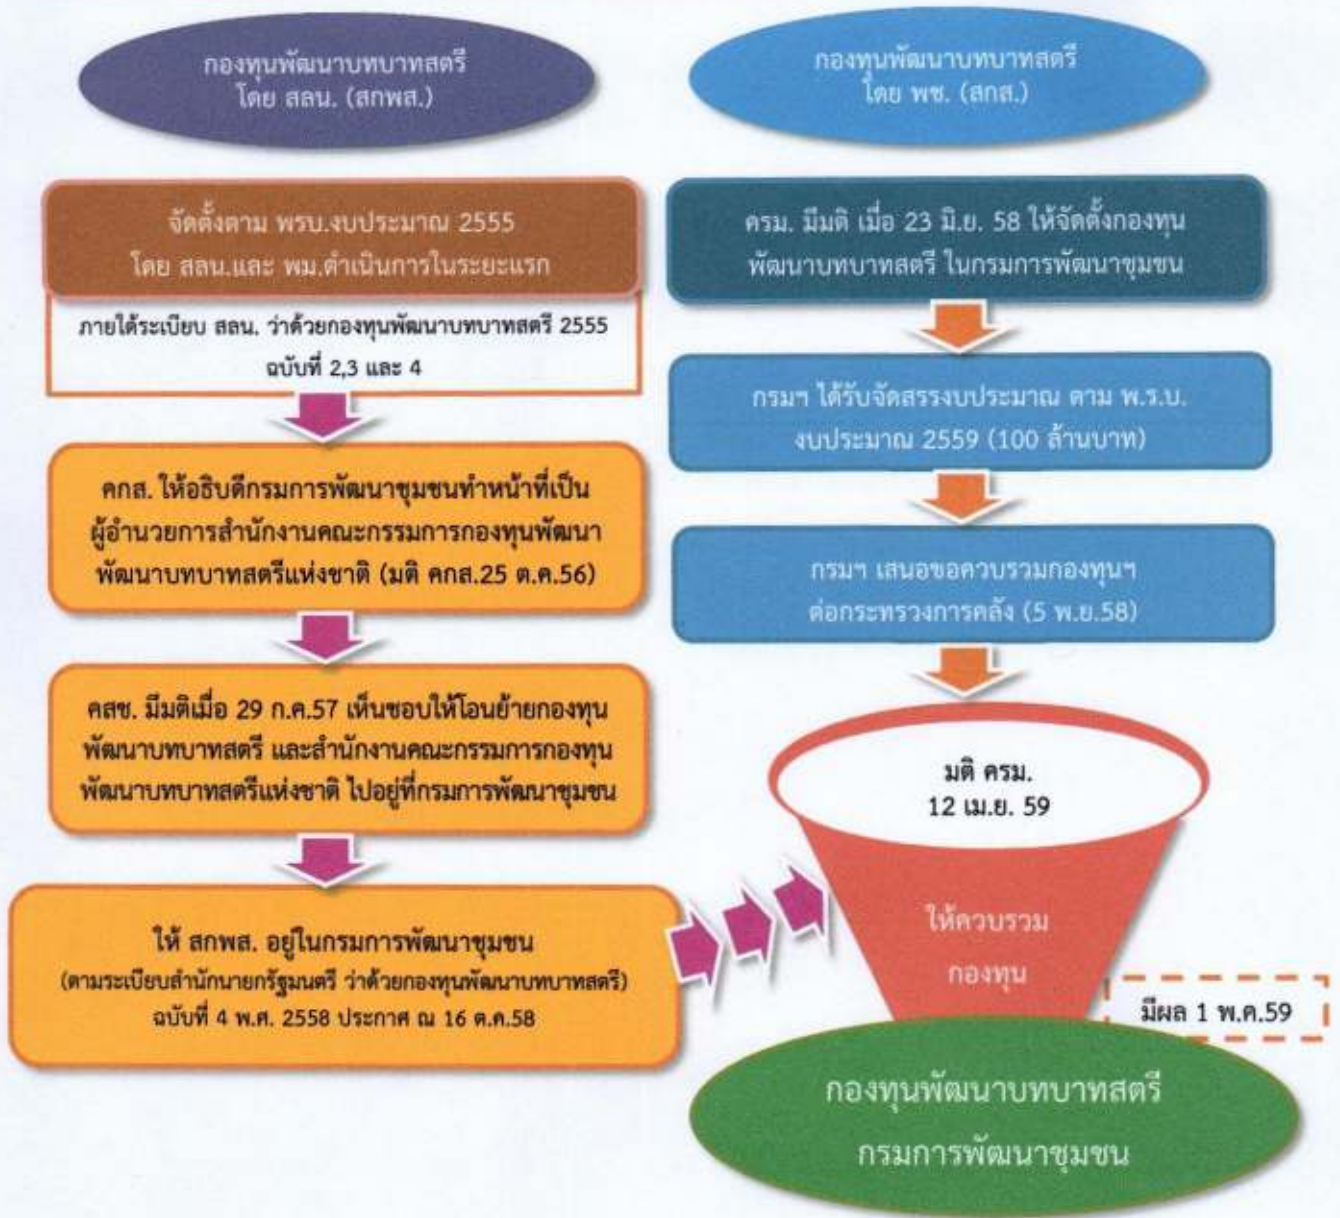 กองทุนพัฒนาบทบาทสตรี
โดย สลน. (สกพส.)
จัดตั้งตาม พรบ.งบประมาณ 2555
โดย สลน.และ พม.ดำเนินการในระยะแรก
ภายใต้ระเบียบ สลน. ว่าด้วยกองทุนพัฒนาบทบาทสตรี 2555
ฉบับที่ 2,3 และ 4
คกส. ให้อธิบดีกรมการพัฒนาชุมชนทำหน้าที่เป็น
ผู้อำนวยการสำนักงานคณะกรรมการกองทุนพัฒนา
พัฒนาบทบาทสตรีแห่งชาติ (มติ คกส.25 ต.ค.56)
คสช. มีมติเมื่อ 29 ก.ค.57 เห็นชอบให้โอนย้ายกองทุน
พัฒนาบทบาทสตรี และสำนักงานคณะกรรมการกองทุน
พัฒนาบทบาทสตรีแห่งชาติ ไปอยู่ที่กรมการพัฒนาชุมชน
ให้ สกพส. อยู่ในกรมการพัฒนาชุมชน
(ตามระเบียบสำนักนายกรัฐมนตรี ว่าด้วยกองทุนพัฒนาบทบาทสตรี)
ฉบับที่ 4 พ.ศ. 2558 ประกาศ ณ 16 ต.ค.58
กองทุนพัฒนาบทบาทสตรี
โดย พช. (สกส.)
ครม. มีมติ เมื่อ 23 มิ.ย. 58 ให้จัดตั้งกองทุน
พัฒนาบทบาทสตรี ในกรมการพัฒนาชุมชน
กรมฯ ได้รับจัดสรรงบประมาณ ตาม พ.ร.บ.
งบประมาณ 2559 (100 ล้านบาท)
กรมฯ เสนอขอควบรวมกองทุนฯ
ต่อกระทรวงการคลัง (5 พ.ย.58)
มติ ครม.
12 เม.ย. 59
ให้ควบรวม
กองทุน
มีผล 1 พ.ค.59
กองทุนพัฒนาบทบาทสตรี
กรมการพัฒนาชุมชน